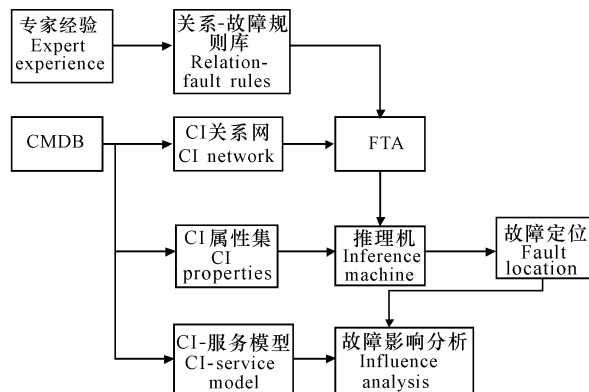 专家经验
Expert
experience
关系-故障规
则库
Relation-
fault rules
CMDB
CI关系网
CI network
FTA
CI属性集
CI
properties
推理机
Inference
machine
故障定位
Fault
location
CI-服务模型
CI-service
model
故障影响分析
Influence
analysis